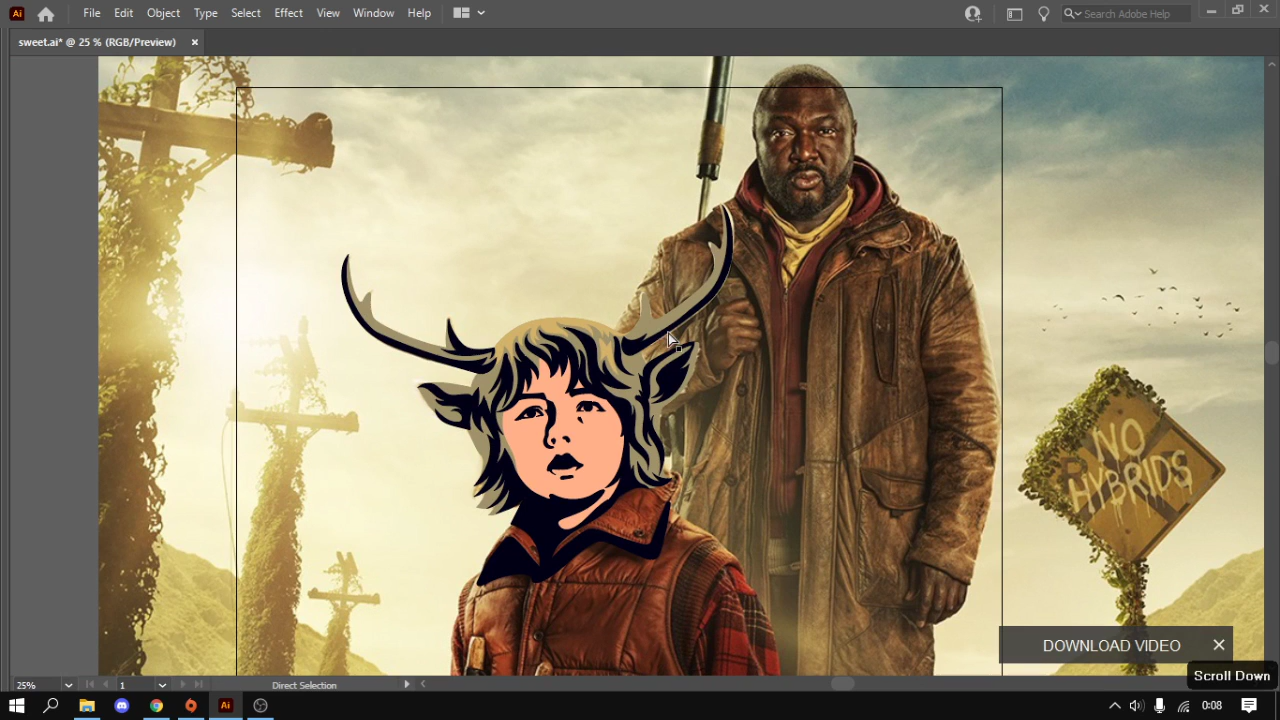 Ai File Edit Object Type Select Effect View Window Help Search Adobe Help
sweet.ai* @ 25 % (RGB/Preview)
NO
HYBRIDS
DOWNLOAD VIDEO
Scroll Down
25% 1 Direct Selection
Ai 0:08